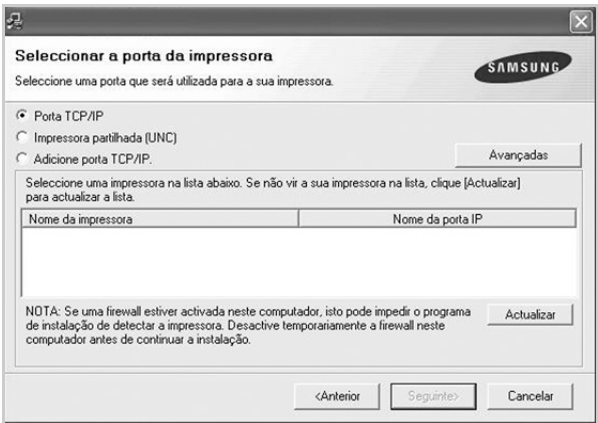 Seleccionar a porta da impressora
Seleccione uma porta que será utilizada para a sua impressora.
SAMSUNG
Porta TCP/IP
Impressora partilhada (UNC)
Adicione porta TCP/IP.
Avançadas
Seleccione uma impressora na lista abaixo. Se não vir a sua impressora na lista, clique [Actualizar]
para actualizar a lista.
Nome da impressora Nome da porta IP
NOTA: Se uma firewall estiver activada neste computador, isto pode impedir o programa
de instalação de detectar a impressora. Desactive temporariamente a firewall neste
computador antes de continuar a instalação.
Actualizar
<Anterior Seguinte> Cancelar